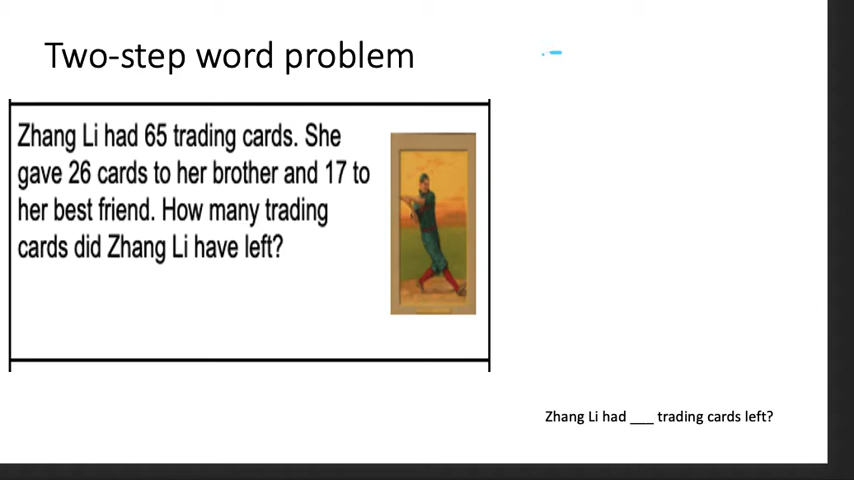 Two-step word problem
Zhang Li had 65 trading cards. She
gave 26 cards to her brother and 17 to
her best friend. How many trading
cards did Zhang Li have left?
Zhang Li had ___ trading cards left?